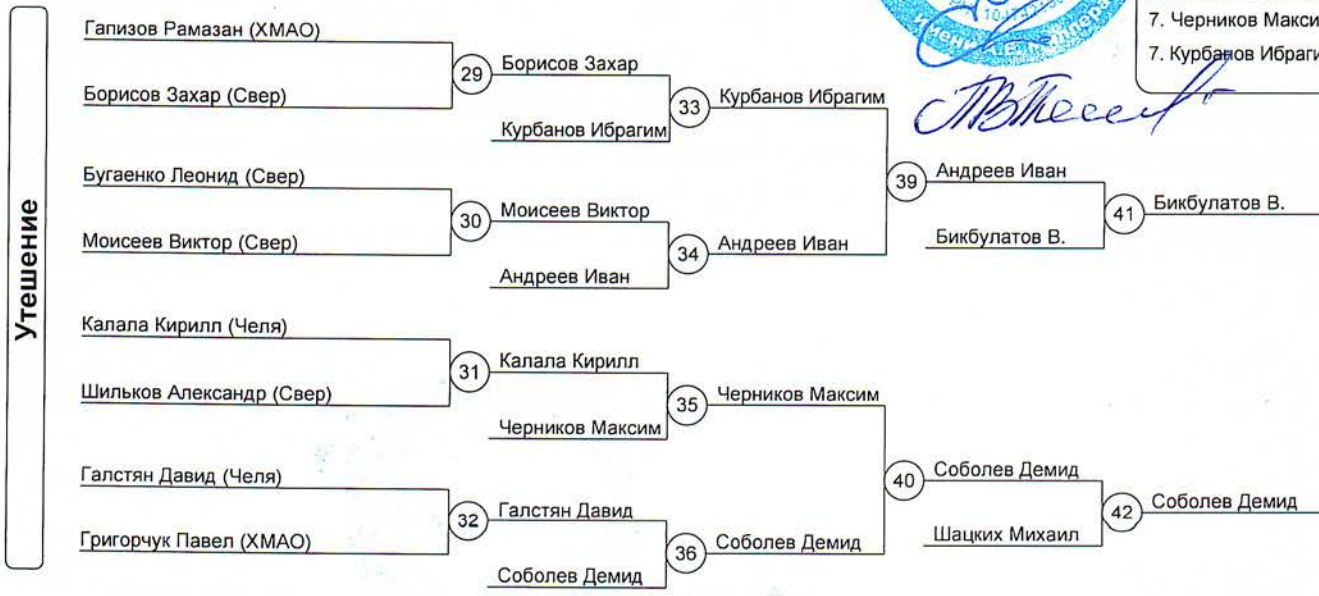 Утешение
7. Черников Макси
7. Курбанов Ибраги
Гапизов Рамазан (ХМАО)
Борисов Захар (Свер)
29
Борисов Захар
Курбанов Ибрагим
33
Курбанов Ибрагим
Бугаенко Леонид (Свер)
Моисеев Виктор (Свер)
30
Моисеев Виктор
Андреев Иван
34
Андреев Иван
39
Андреев Иван
Бикбулатов В.
41
Бикбулатов В.
Калала Кирилл (Челя)
Шильков Александр (Свер)
31
Калала Кирилл
Черников Максим
35
Черников Максим
Галстян Давид (Челя)
Григорчук Павел (ХМАО)
32
Галстян Давид
Соболев Демид
36
Соболев Демид
40
Соболев Демид
Шацких Михаил
42
Соболев Демид